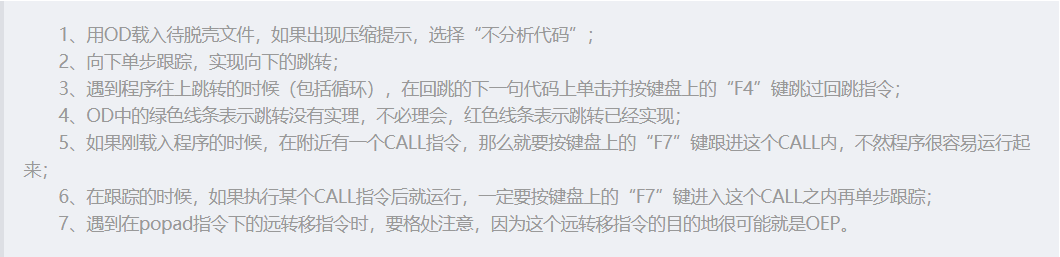 1、用OD载入待脱壳文件，如果出现压缩提示，选择“不分析代码”；
2、向下单步跟踪，实现向下的跳转；
3、遇到程序往上跳转的时候（包括循环），在回跳的下一句代码上单击并按键盘上的“F4”键跳过回跳指令；
4、OD中的绿色线条表示跳转没有实理，不必理会，红色线条表示跳转已经实现；
5、如果刚载入程序的时候，在附近有一个CALL指令，那么就要按键盘上的“F7”键跟进这个CALL内，不然程序很容易运行起
来；
6、在跟踪的时候，如果执行某个CALL指令后就运行，一定要按键盘上的“F7”键进入这个CALL之内再单步跟踪；
7、遇到在popad指令下的远转移指令时，要格处注意，因为这个远转移指令的目的地很可能就是OEP。